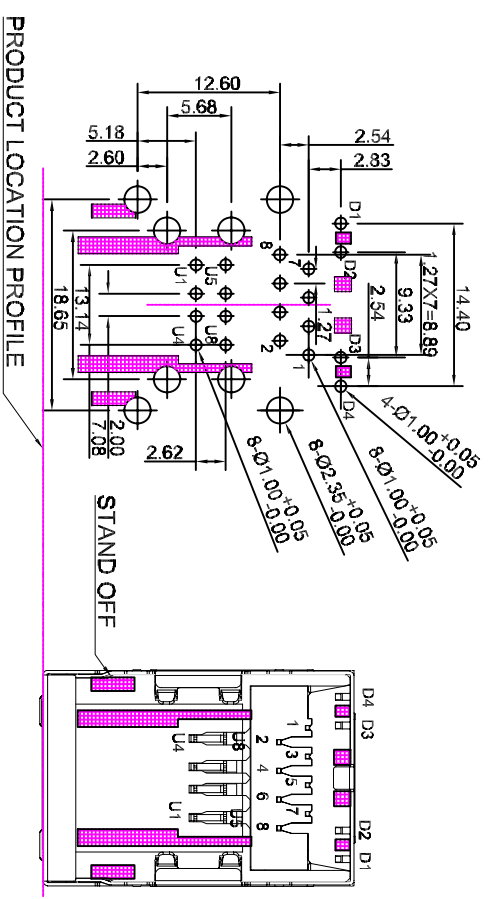 PRODUCT LOCATION PROFILE
12.60
5.68
5.18
2.60
2.54
2.83
D1
D2
D3
D4
14.40
1.27X7=8.89
9.33
2.54
8
7
1.27
2
1
U1
U5
U4
U8
18.65
13.14
2.00
7.08
2.62
4-Ø1.00+0.05
-0.00
8-Ø1.00+0.05
-0.00
8-Ø2.35+0.05
-0.00
8-Ø1.00+0.05
-0.00
STAND OFF
D4
D3
D2
D1
1
2
3
4
5
6
7
8
U4
U8
U1
U5